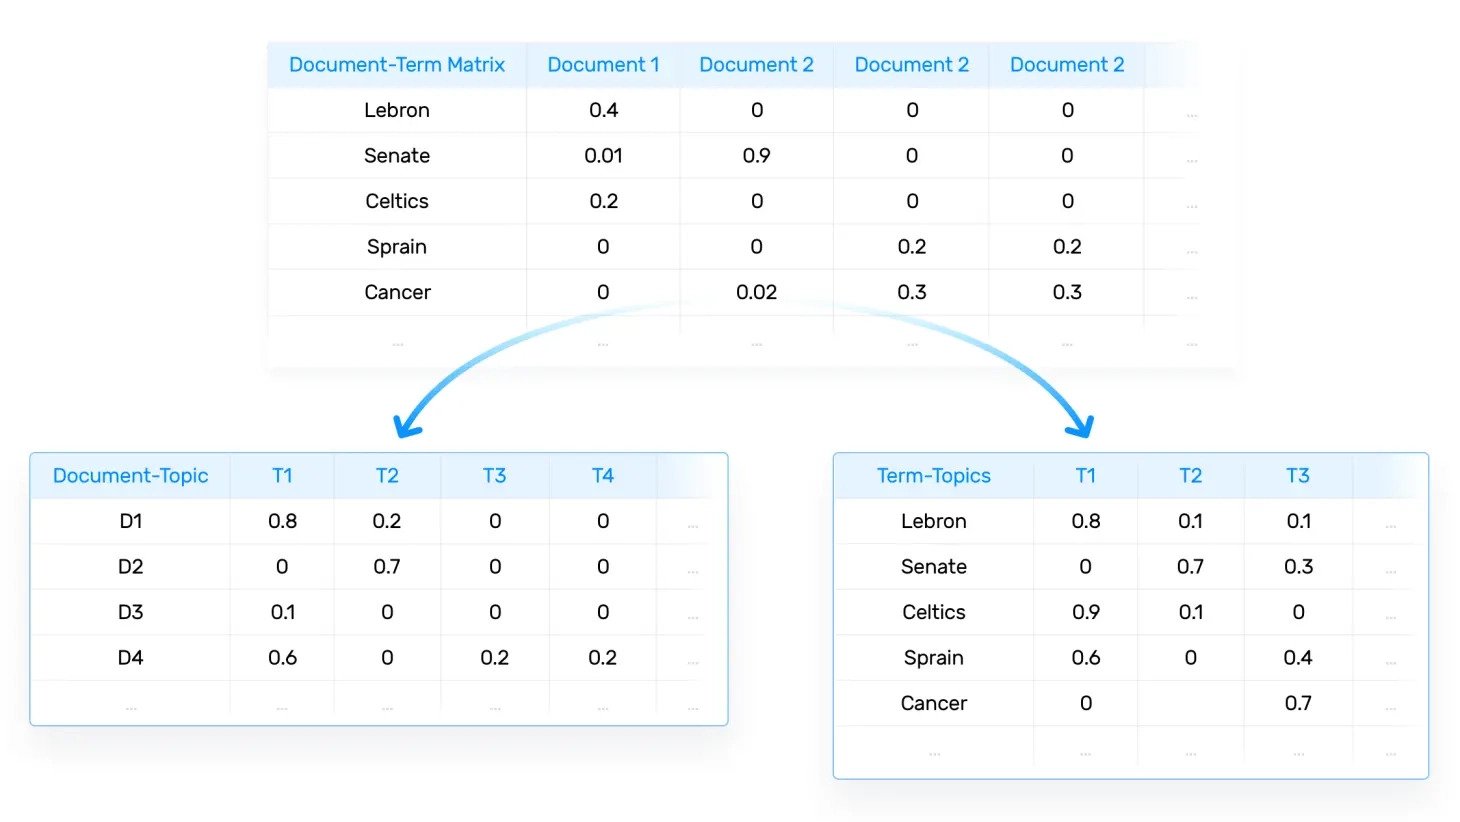 Document-Term Matrix Document 1 Document 2 Document 2 Document 2
Lebron 0.4 0 0 0 ...
Senate 0.01 0.9 0 0 ...
Celtics 0.2 0 0 0 ...
Sprain 0 0 0.2 0.2 ...
Cancer 0 0.02 0.3 0.3 ...
... ... ... ... ... ...
Document-Topic T1 T2 T3 T4
D1 0.8 0.2 0 0 ...
D2 0 0.7 0 0 ...
D3 0.1 0 0 0 ...
D4 0.6 0 0.2 0.2 ...
... ... ... ... ... ...
Term-Topics T1 T2 T3
Lebron 0.8 0.1 0.1 ...
Senate 0 0.7 0.3 ...
Celtics 0.9 0.1 0 ...
Sprain 0.6 0 0.4 ...
Cancer 0 0.7 ...
... ... ... ... ...